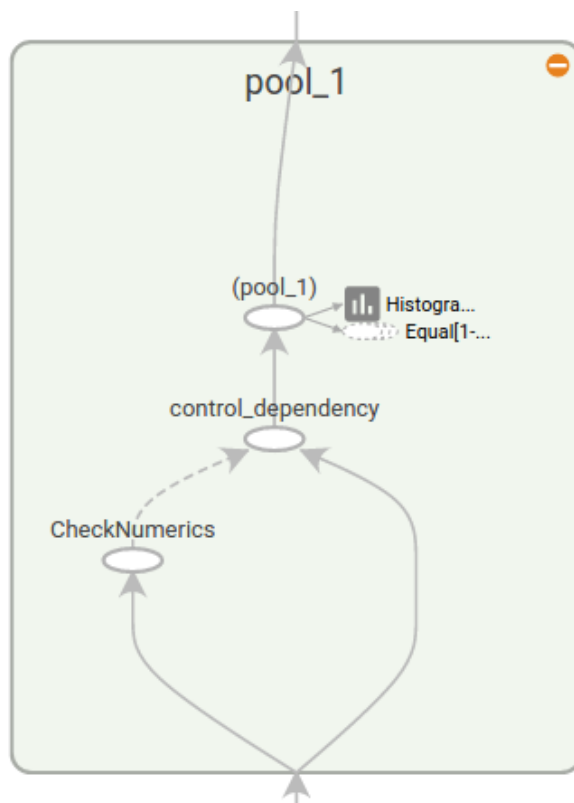 pool_1
(pool_1)
Histogra...
Equal[1-...
control_dependency
CheckNumerics